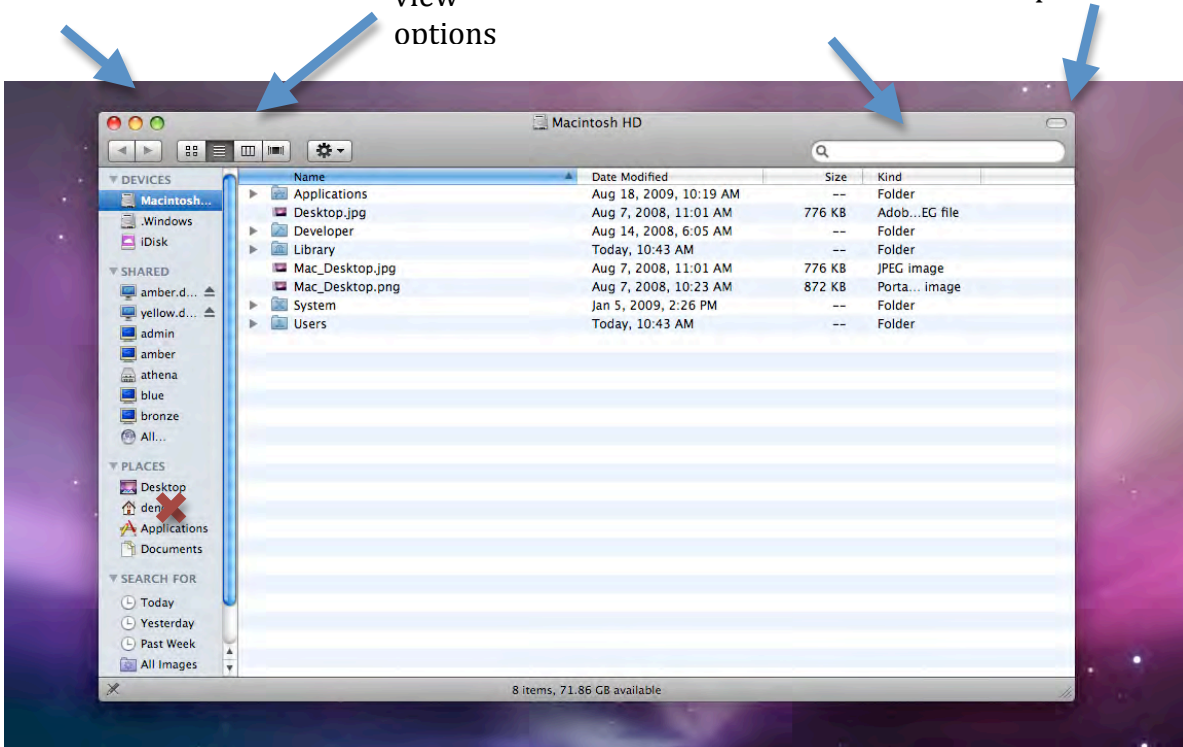 view
options
Macintosh HD
DEVICES
Macintosh...
.Windows
iDisk
SHARED
amber.d...
yellow.d...
admin
amber
athena
blue
bronze
All...
PLACES
Desktop
Applications
Documents
SEARCH FOR
Today
Yesterday
Past Week
All Images
Name Date Modified Size Kind
Applications Aug 18, 2009, 10:19 AM -- Folder
Desktop.jpg Aug 7, 2008, 11:01 AM 776 KB Adob...EG file
Developer Aug 14, 2008, 6:05 AM -- Folder
Library Today, 10:43 AM -- Folder
Mac_Desktop.jpg Aug 7, 2008, 11:01 AM 776 KB JPEG image
Mac_Desktop.png Aug 7, 2008, 10:23 AM 872 KB Porta... image
System Jan 5, 2009, 2:26 PM -- Folder
Users Today, 10:43 AM -- Folder
8 items, 71.86 GB available